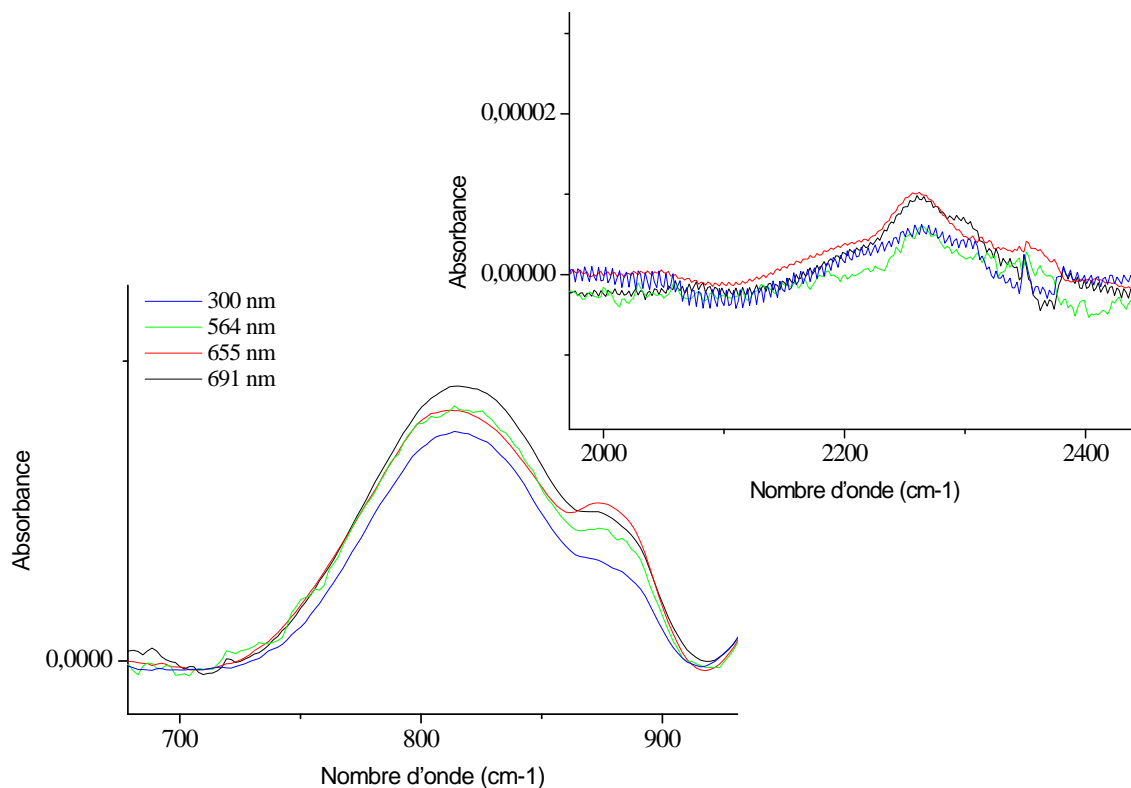 0,00002
0,00000
Absorbance
2000
2200
2400
Nombre d'onde (cm-1)
300 nm
564 nm
655 nm
691 nm
Absorbance
0,0000
700
800
900
Nombre d'onde (cm-1)